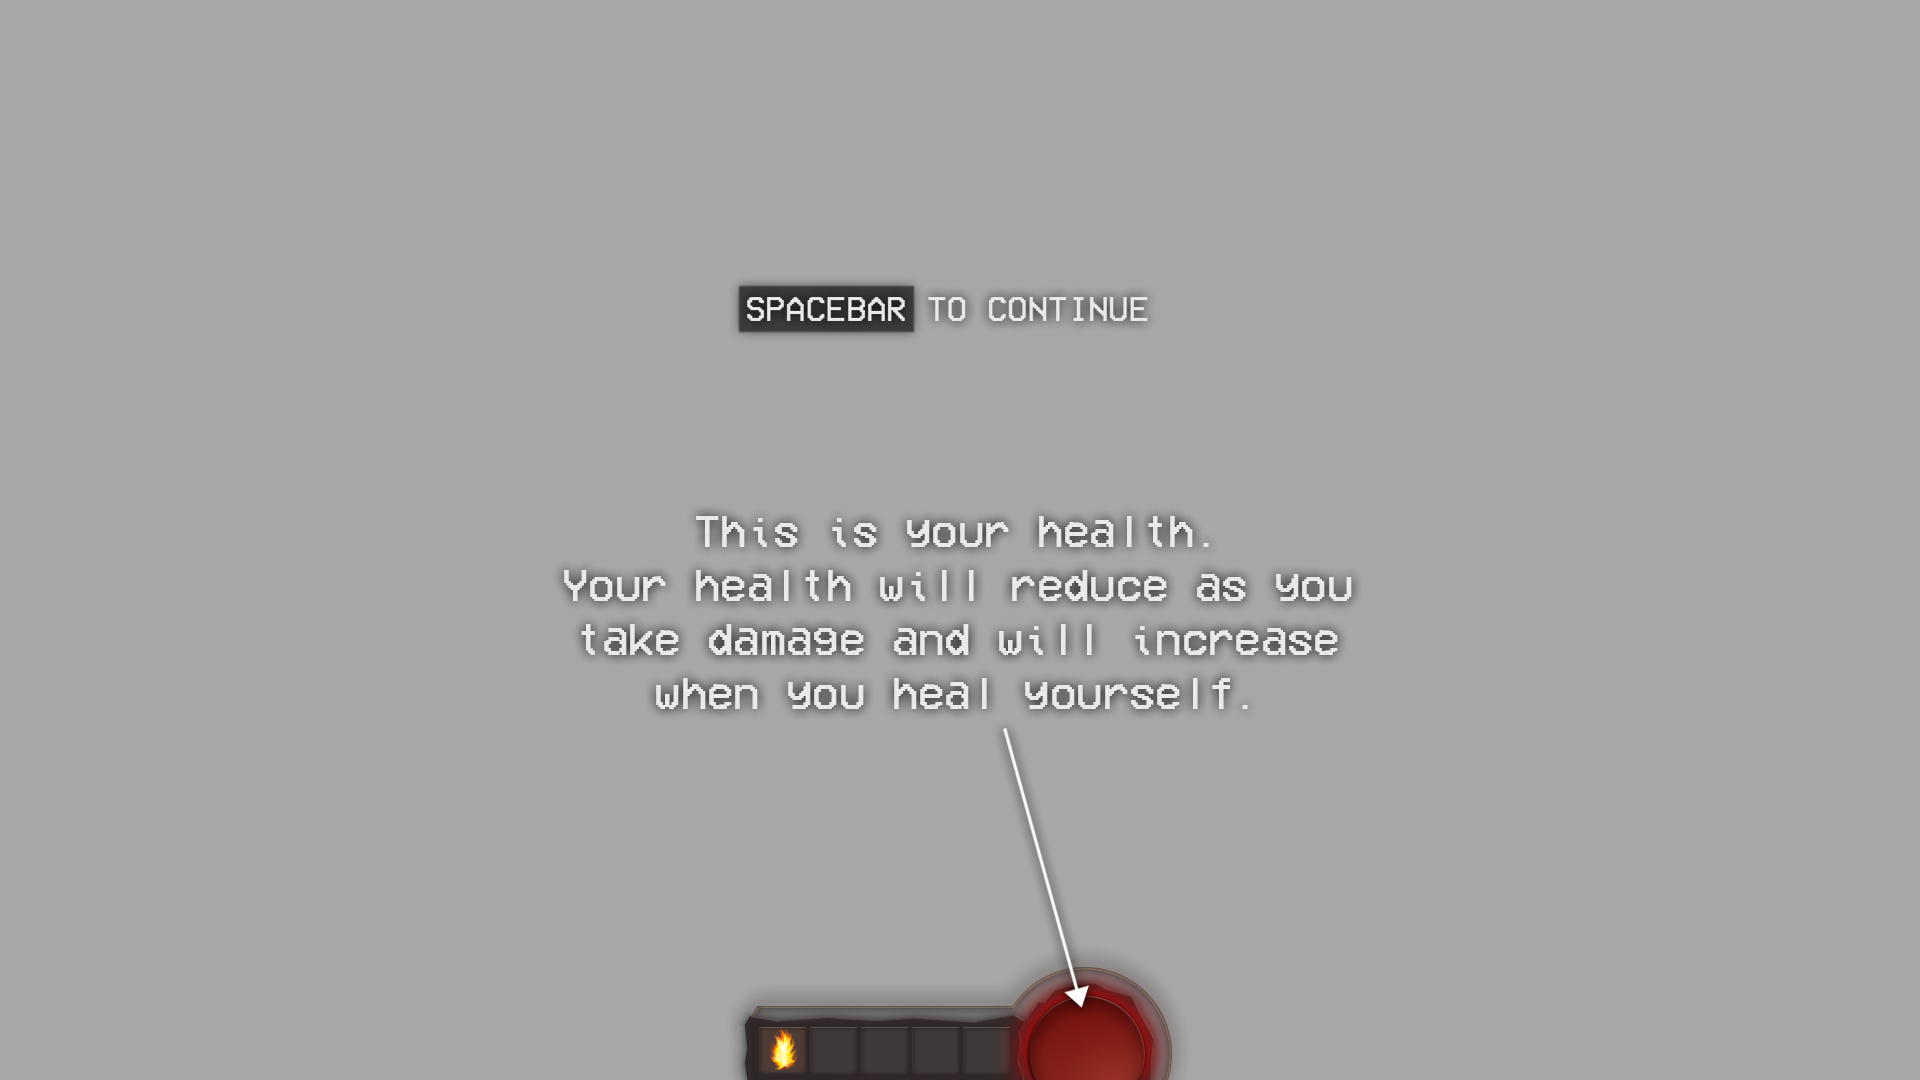 SPACEBAR TO CONTINUE
This is your health.
Your health will reduce as you
take damage and will increase
when you heal yourself.